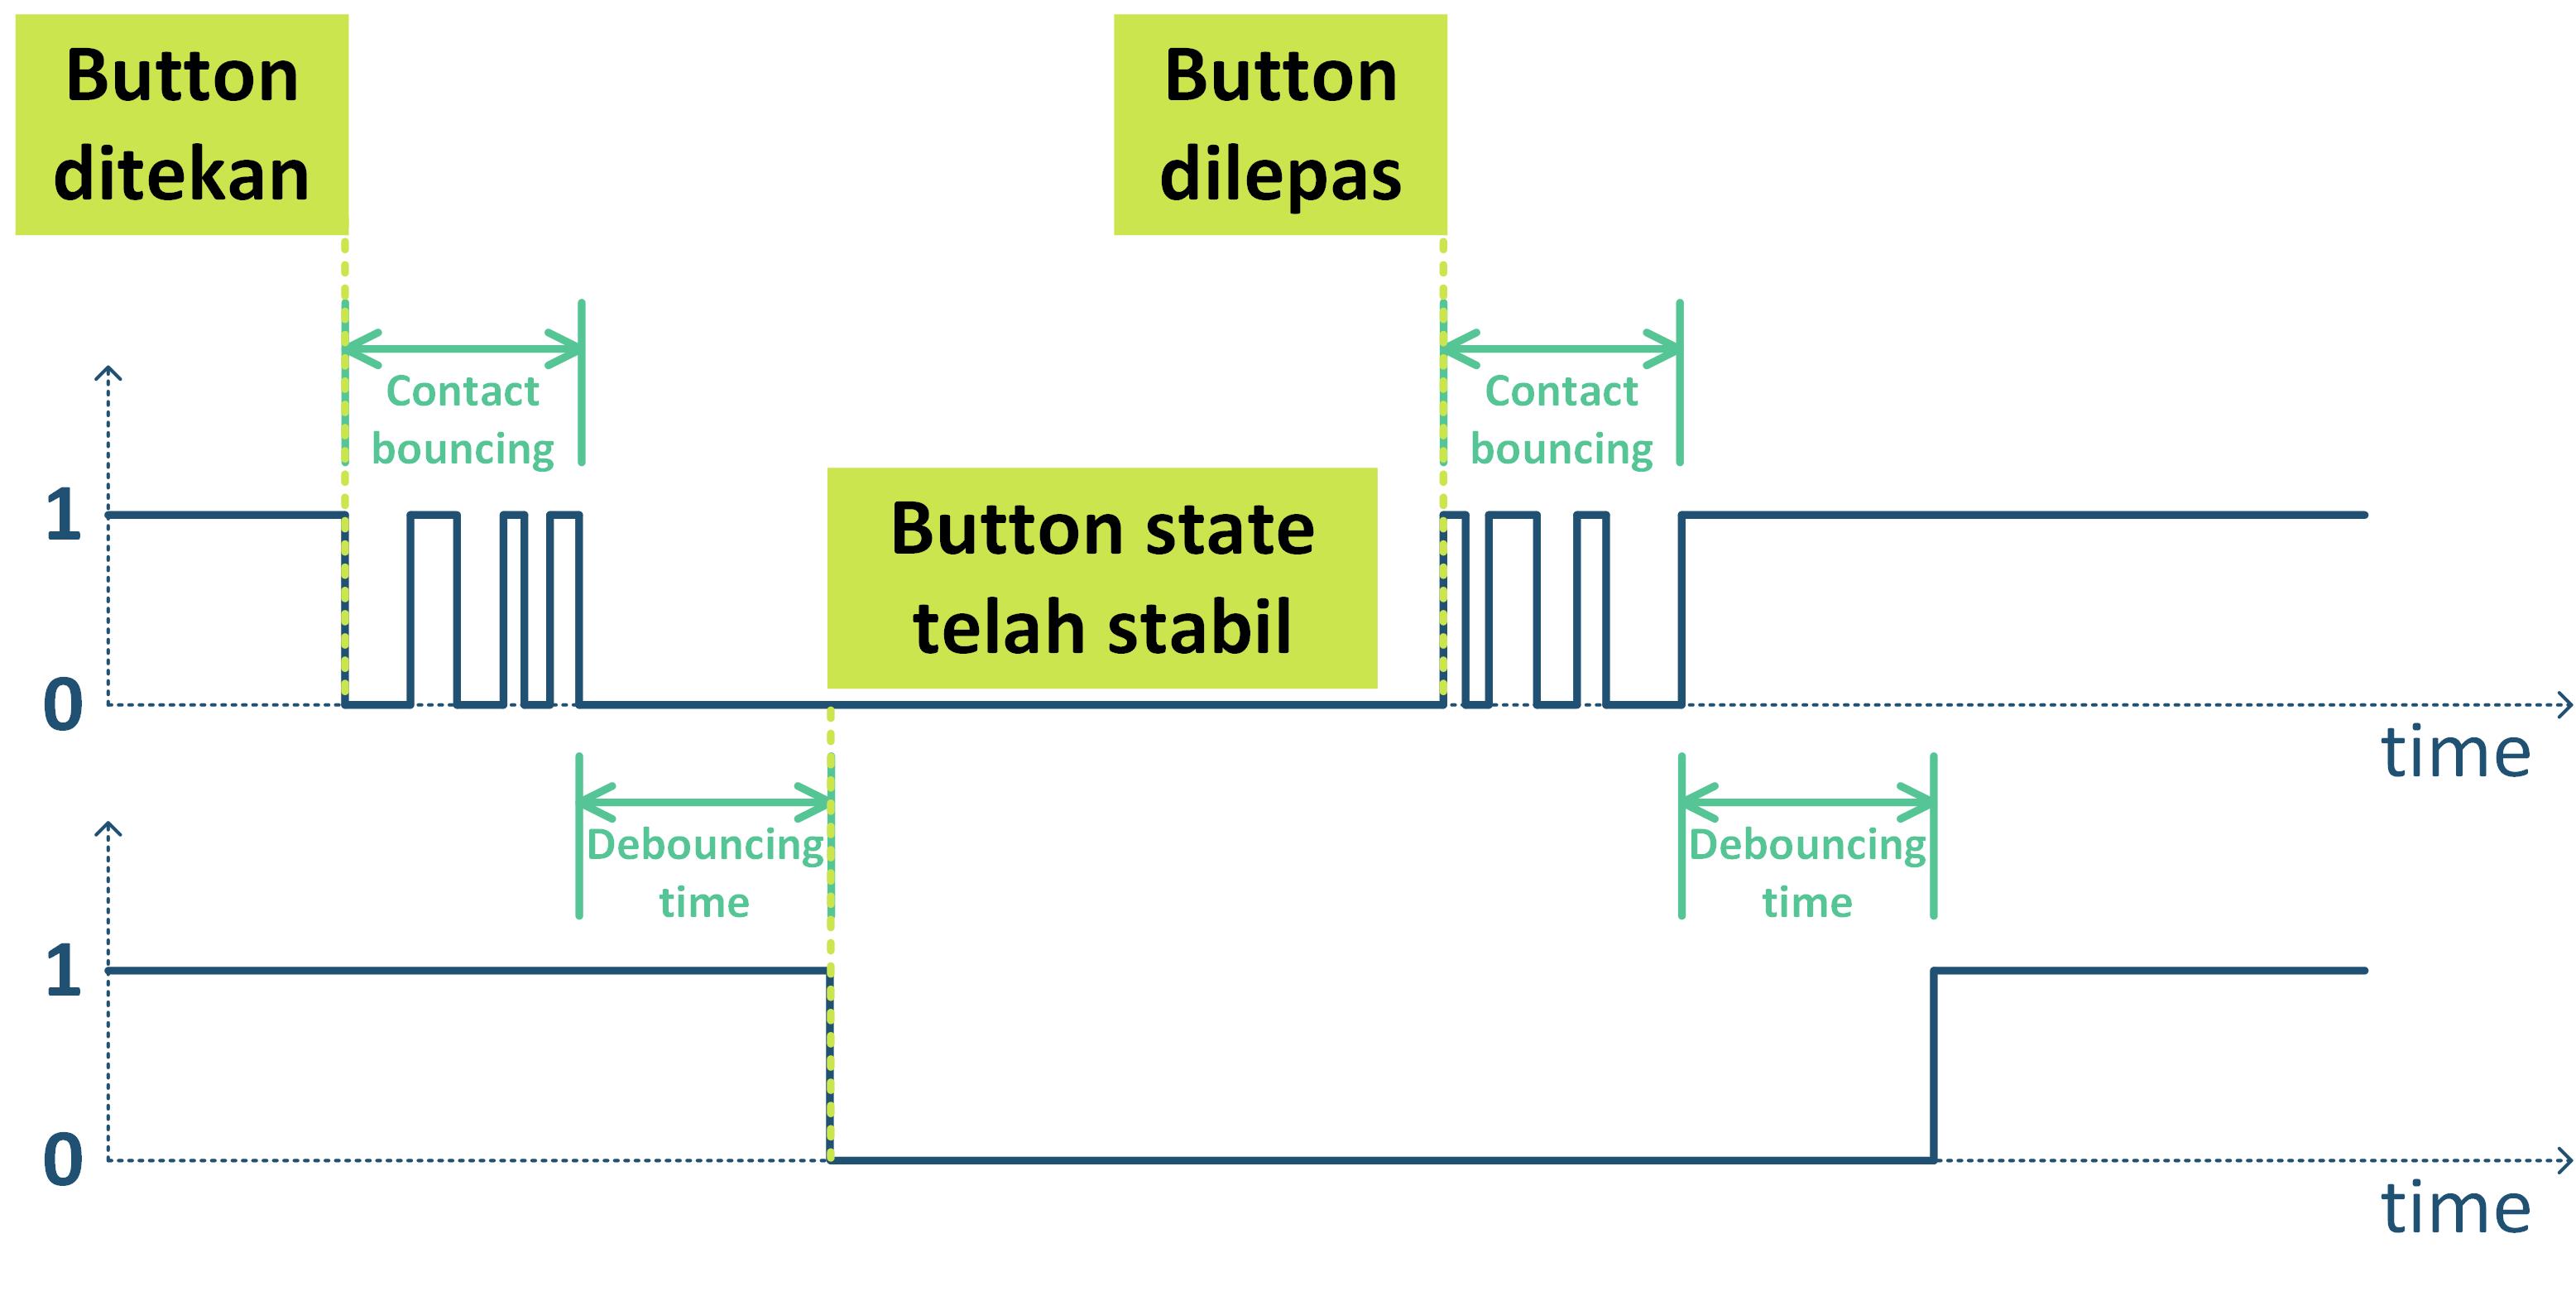 Button
ditekan
Button
dilepas
Contact
bouncing
Contact
bouncing
1
Button state
telah stabil
0
time
Debouncing
time
Debouncing
time
1
0
time